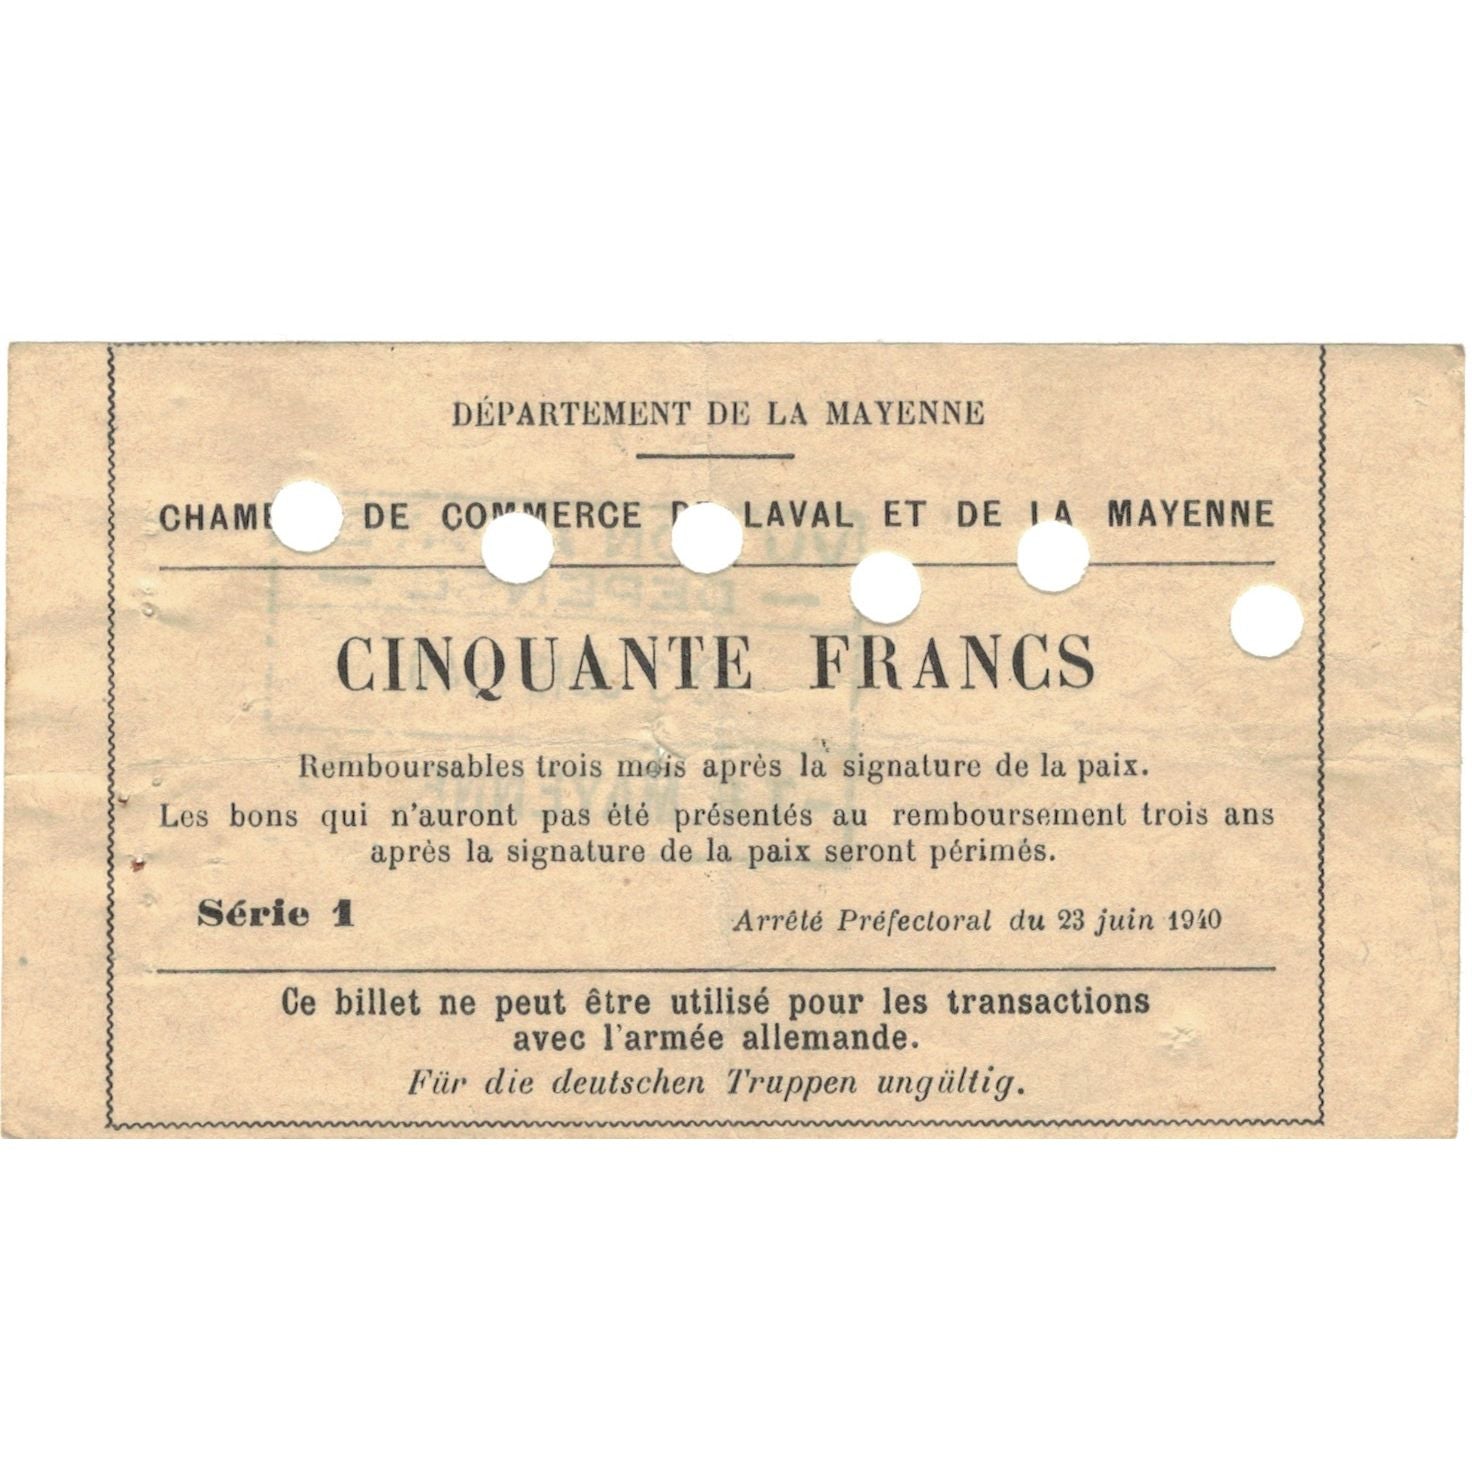 DÉPARTEMENT DE LA MAYENNE
CHAMB DE COMMERCE DE LAVAL ET DE LA MAYENNE
CINQUANTE FRANCS
Remboursables trois mois après la signature de la paix.
Les bons qui n'auront pas été présentés au remboursement trois ans
après la signature de la paix seront périmés.
Série 1
Arrêté Préfectoral du 23 juin 1940
Ce billet ne peut être utilisé pour les transactions
avec l'armée allemande.
Für die deutschen Truppen ungültig.